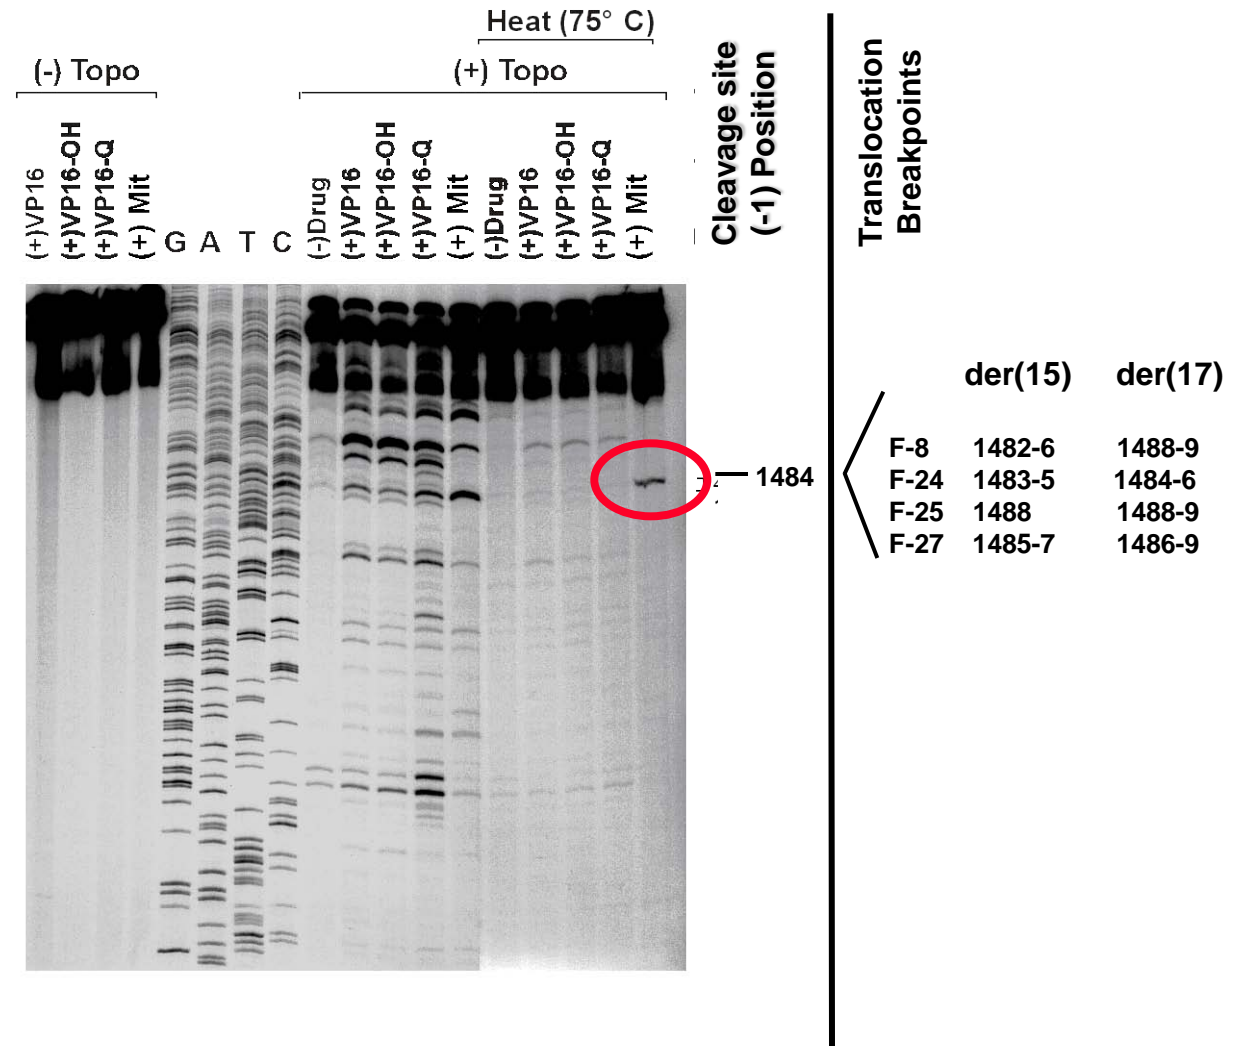 Heat (75° C)
(-) Topo
(+) Topo
(+)VP16
(+)VP16-OH
(+)VP16-Q
(+) Mit
G A T C
(-)Drug
(+)VP16
(+)VP16-OH
(+)VP16-Q
(+) Mit
(-)Drug
(+)VP16
(+)VP16-OH
(+)VP16-Q
(+) Mit
Cleavage site
(-1) Position
Translocation
Breakpoints
der(15) der(17)
F-8 1482-6 1488-9
1484
F-24 1483-5 1484-6
F-25 1488 1488-9
F-27 1485-7 1486-9